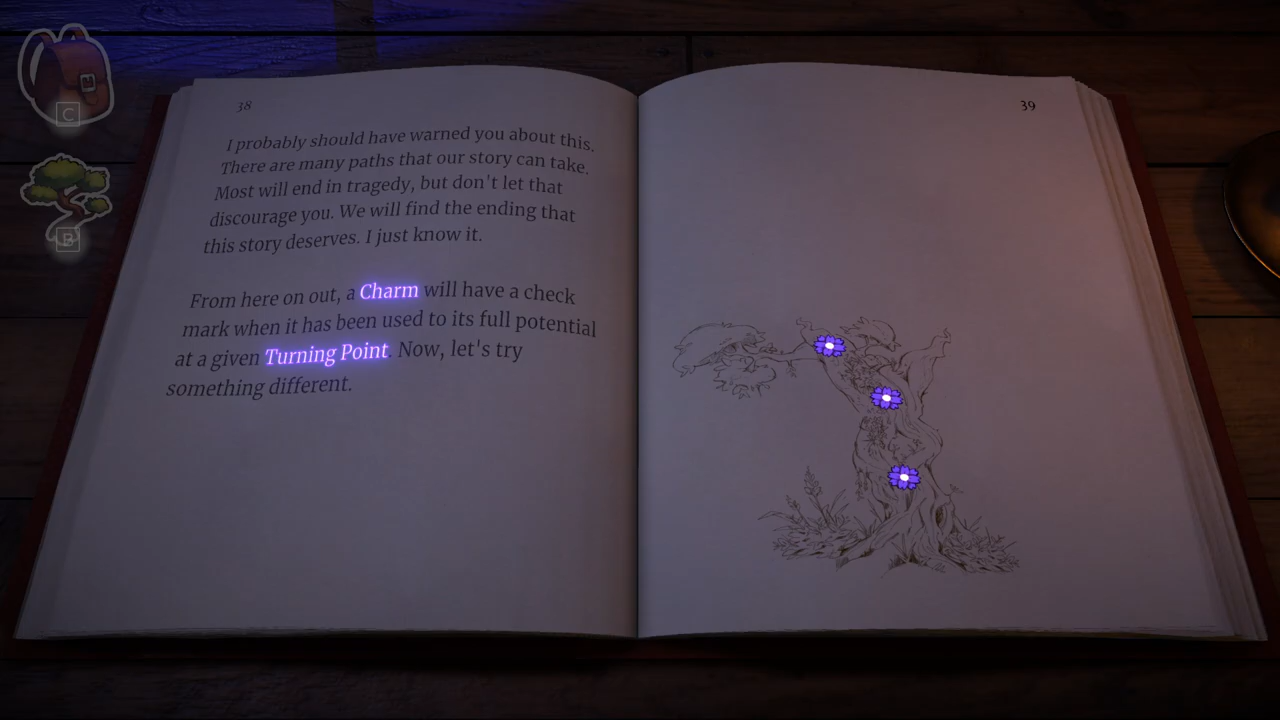 38
I probably should have warned you about this.
There are many paths that our story can take.
Most will end in tragedy, but don't let that
discourage you. We will find the ending that
this story deserves. I just know it.
From here on out, a Charm will have a check
mark when it has been used to its full potential
at a given Turning Point. Now, let's try
something different.
39
C
B